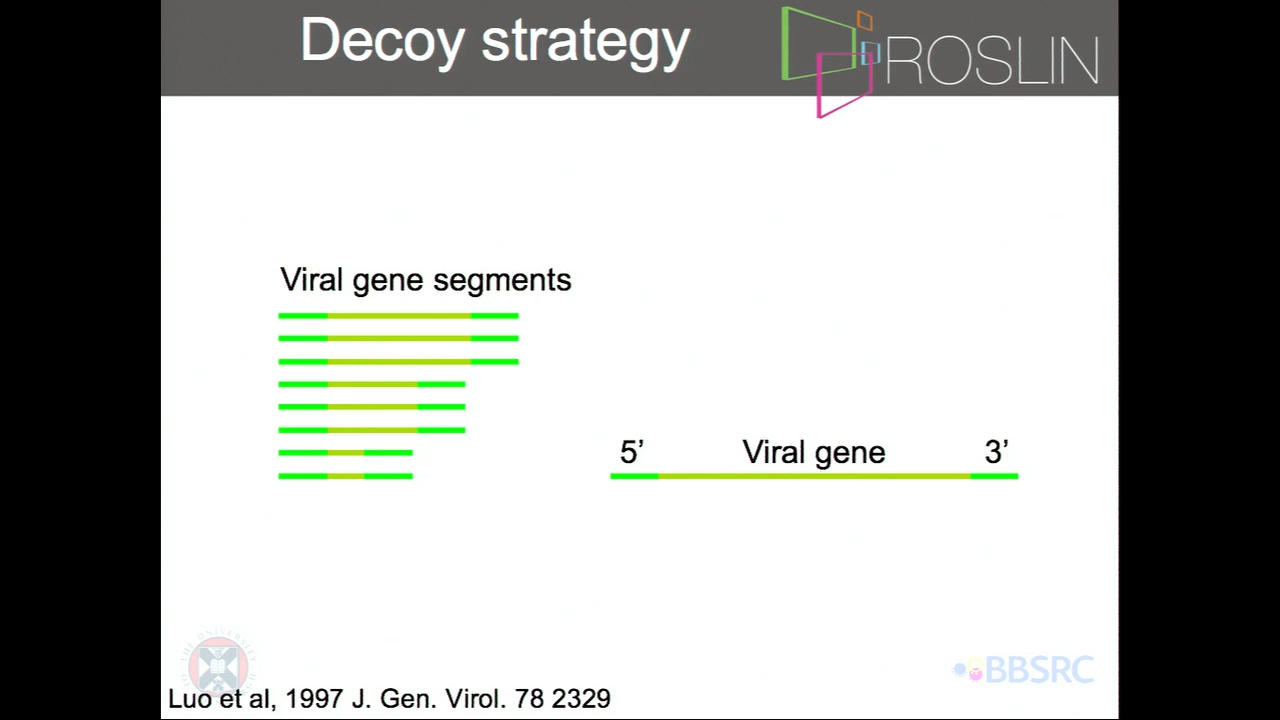 Decoy strategy
ROSLIN
Viral gene segments
5’ Viral gene 3’
BBSRC
Luo et al, 1997 J. Gen. Virol. 78 2329